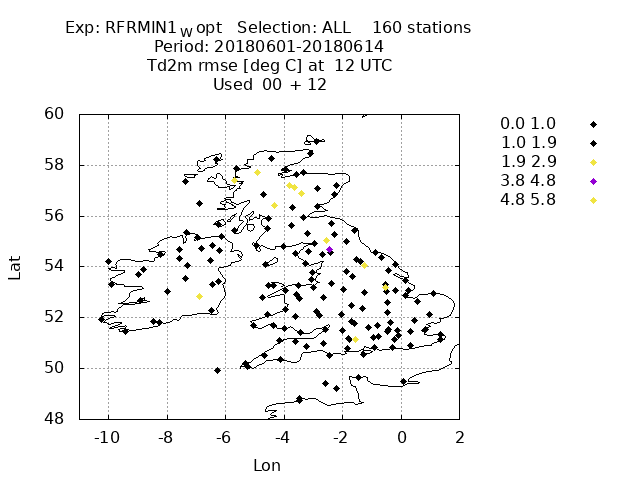 Exp: RFRMIN1Wopt Selection: ALL 160 stations
Period: 20180601-20180614
Td2m rmse [deg C] at 12 UTC
Used 00 + 12
60
58
56
54
52
50
48
-10 -8 -6 -4 -2 0 2
Lat
Lon
0.0 1.0
1.0 1.9
1.9 2.9
3.8 4.8
4.8 5.8